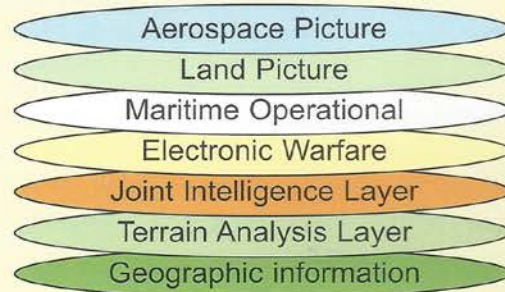 Aerospace Picture
Land Picture
Maritime Operational
Electronic Warfare
Joint Intelligence Layer
Terrain Analysis Layer
Geographic information